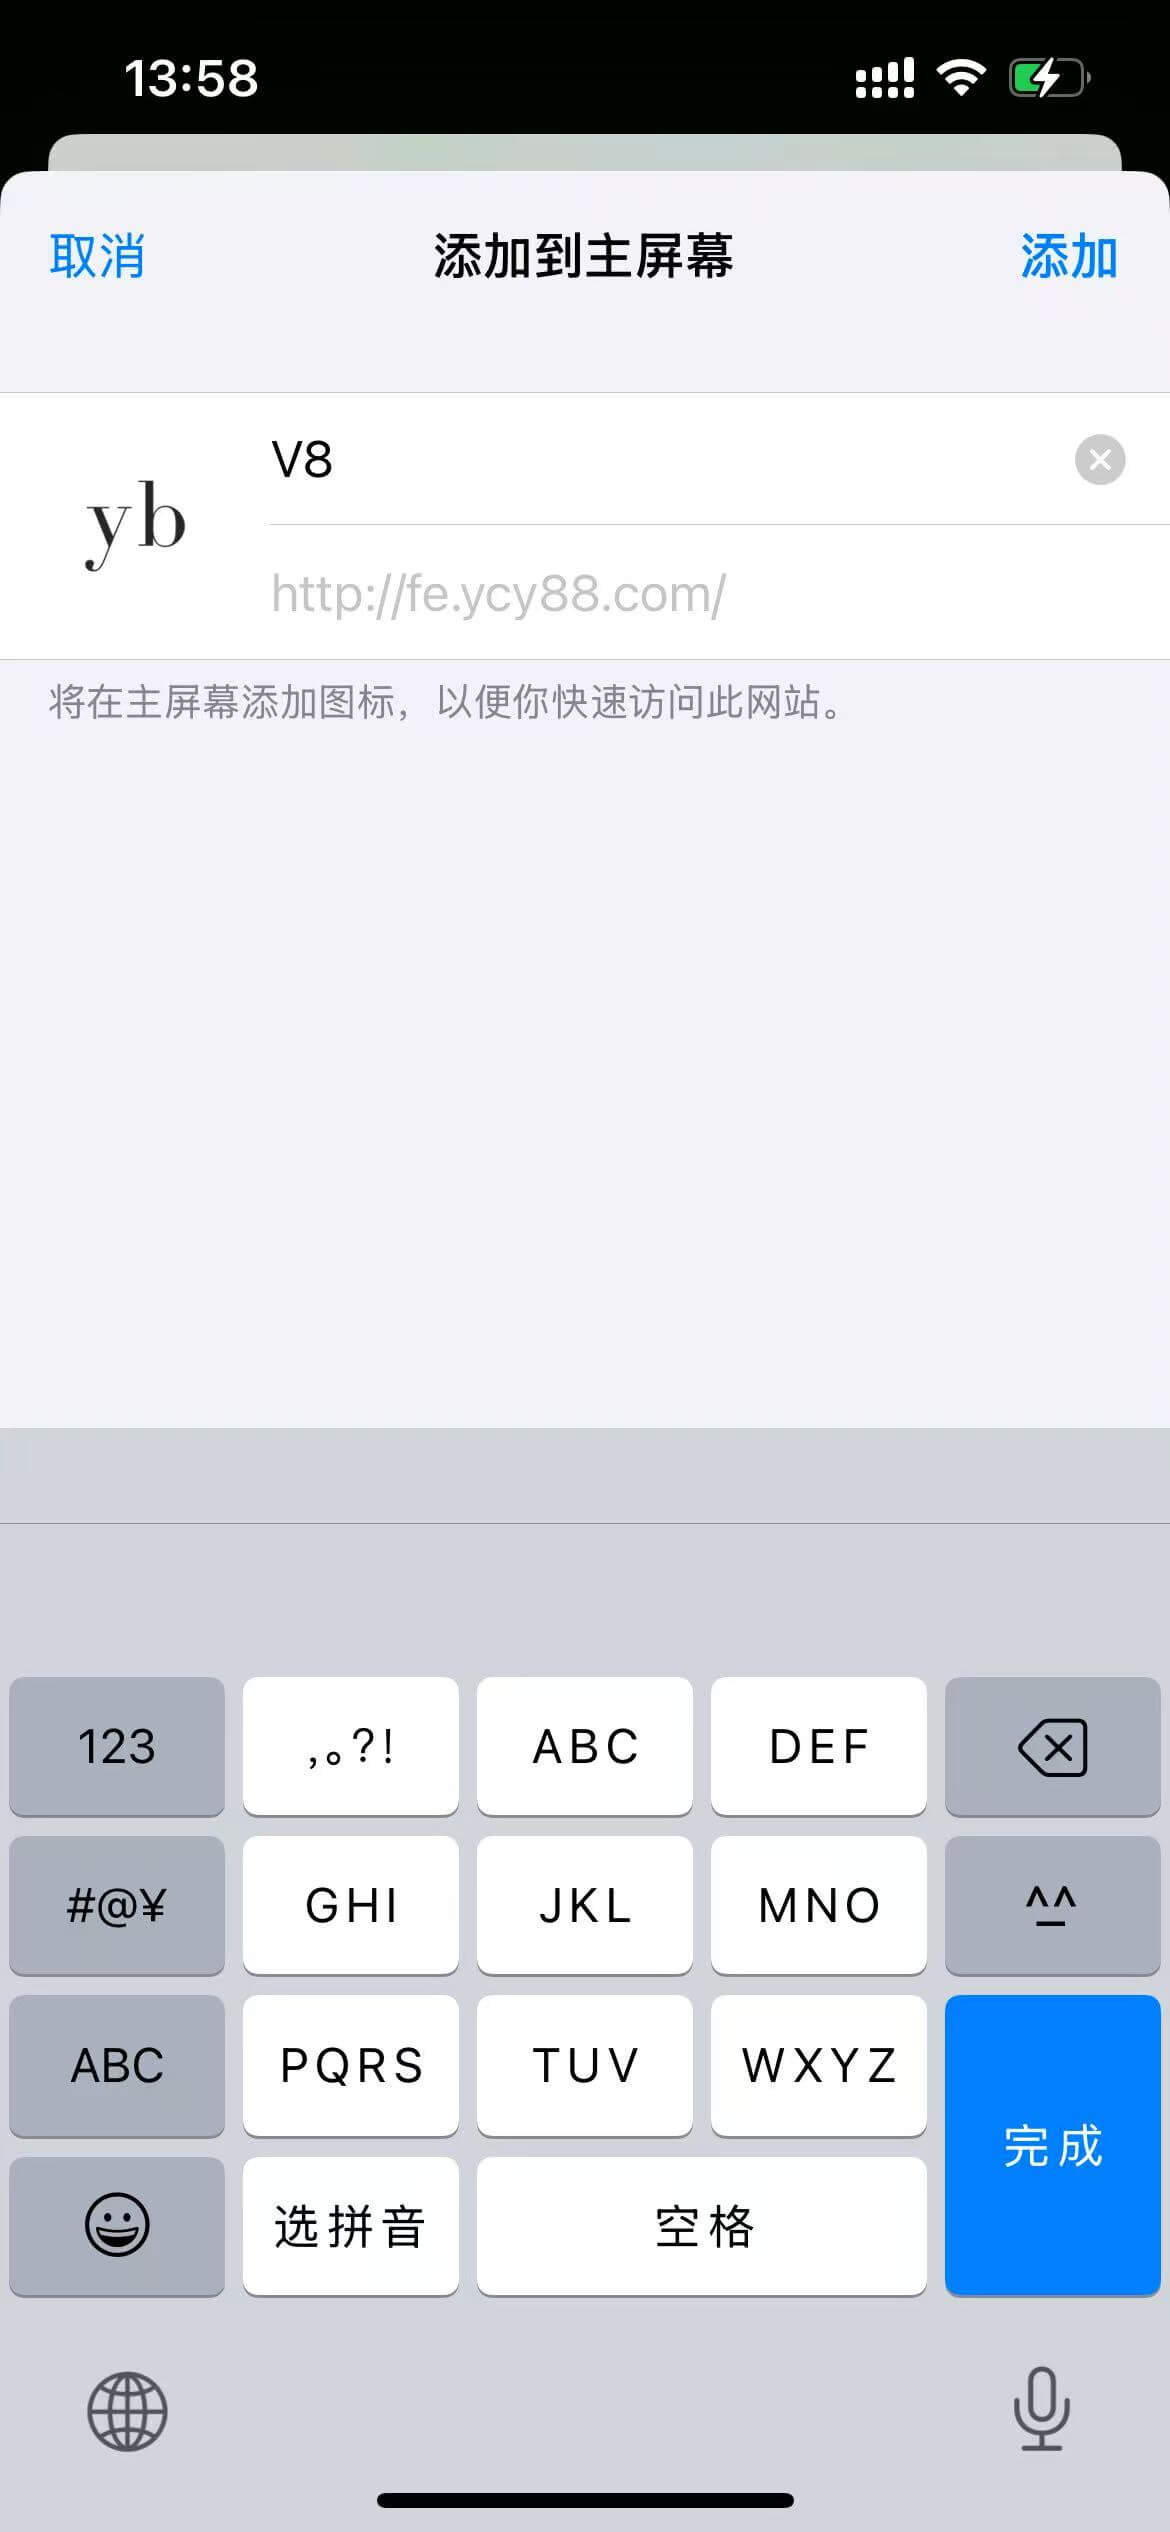 13:58
取消 添加到主屏幕 添加
V8
yb
http://fe.ycy88.com/
将在主屏幕添加图标，以便你快速访问此网站。
123 ,。?! ABC DEF
#@¥ GHI JKL MNO ^^
ABC PQRS TUV WXYZ
完成
选拼音 空格